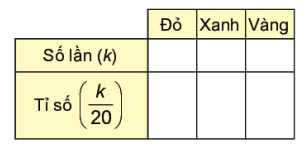 Đỏ Xanh Vàng
Số lần (k)
Tỉ số (k/20)